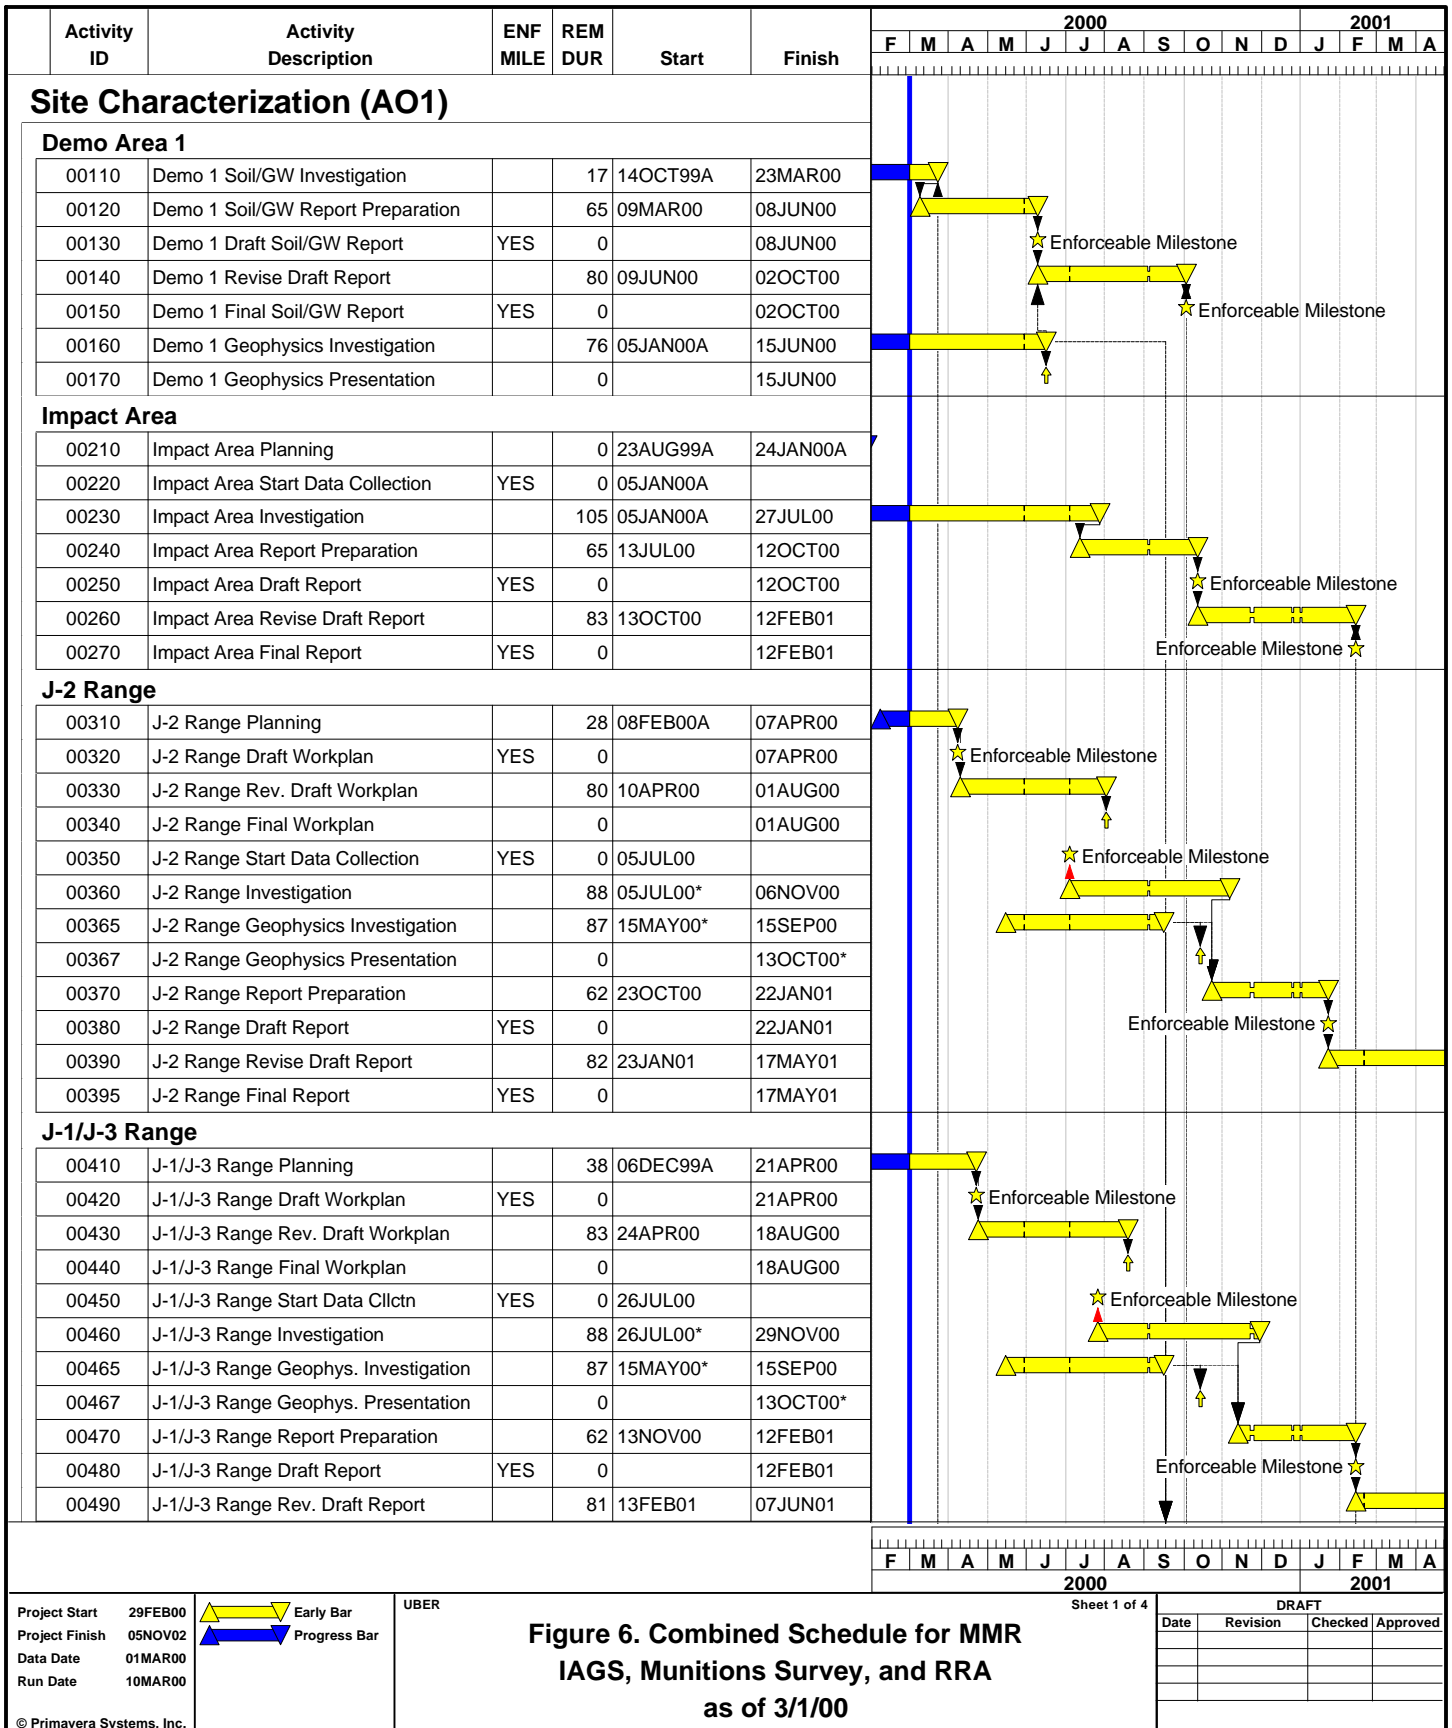 Activity ID Activity Description ENF MILE REM DUR Start Finish
2000 2001
F M A M J J A S O N D J F M A
Site Characterization (AO1)
Demo Area 1
00110 Demo 1 Soil/GW Investigation 17 14OCT99A 23MAR00
00120 Demo 1 Soil/GW Report Preparation 65 09MAR00 08JUN00
00130 Demo 1 Draft Soil/GW Report YES 0 08JUN00 Enforceable Milestone
00140 Demo 1 Revise Draft Report 80 09JUN00 02OCT00
00150 Demo 1 Final Soil/GW Report YES 0 02OCT00 Enforceable Milestone
00160 Demo 1 Geophysics Investigation 76 05JAN00A 15JUN00
00170 Demo 1 Geophysics Presentation 0 15JUN00
Impact Area
00210 Impact Area Planning 0 23AUG99A 24JAN00A
00220 Impact Area Start Data Collection YES 0 05JAN00A
00230 Impact Area Investigation 105 05JAN00A 27JUL00
00240 Impact Area Report Preparation 65 13JUL00 12OCT00
00250 Impact Area Draft Report YES 0 12OCT00 Enforceable Milestone
00260 Impact Area Revise Draft Report 83 13OCT00 12FEB01
00270 Impact Area Final Report YES 0 12FEB01 Enforceable Milestone
J-2 Range
00310 J-2 Range Planning 28 08FEB00A 07APR00
00320 J-2 Range Draft Workplan YES 0 07APR00 Enforceable Milestone
00330 J-2 Range Rev. Draft Workplan 80 10APR00 01AUG00
00340 J-2 Range Final Workplan 0 01AUG00
00350 J-2 Range Start Data Collection YES 0 05JUL00 Enforceable Milestone
00360 J-2 Range Investigation 88 05JUL00* 06NOV00
00365 J-2 Range Geophysics Investigation 87 15MAY00* 15SEP00
00367 J-2 Range Geophysics Presentation 0 13OCT00*
00370 J-2 Range Report Preparation 62 23OCT00 22JAN01
00380 J-2 Range Draft Report YES 0 22JAN01 Enforceable Milestone
00390 J-2 Range Revise Draft Report 82 23JAN01 17MAY01
00395 J-2 Range Final Report YES 0 17MAY01
J-1/J-3 Range
00410 J-1/J-3 Range Planning 38 06DEC99A 21APR00
00420 J-1/J-3 Range Draft Workplan YES 0 21APR00 Enforceable Milestone
00430 J-1/J-3 Range Rev. Draft Workplan 83 24APR00 18AUG00
00440 J-1/J-3 Range Final Workplan 0 18AUG00
00450 J-1/J-3 Range Start Data Cllctn YES 0 26JUL00 Enforceable Milestone
00460 J-1/J-3 Range Investigation 88 26JUL00* 29NOV00
00465 J-1/J-3 Range Geophys. Investigation 87 15MAY00* 15SEP00
00467 J-1/J-3 Range Geophys. Presentation 0 13OCT00*
00470 J-1/J-3 Range Report Preparation 62 13NOV00 12FEB01
00480 J-1/J-3 Range Draft Report YES 0 12FEB01 Enforceable Milestone
00490 J-1/J-3 Range Rev. Draft Report 81 13FEB01 07JUN01
F M A M J J A S O N D J F M A
2000 2001
Project Start 29FEB00
Project Finish 05NOV02
Data Date 01MAR00
Run Date 10MAR00
© Primavera Systems, Inc.
Early Bar
Progress Bar
UBER
Sheet 1 of 4
Figure 6. Combined Schedule for MMR
IAGS, Munitions Survey, and RRA
as of 3/1/00
DRAFT
Date Revision Checked Approved